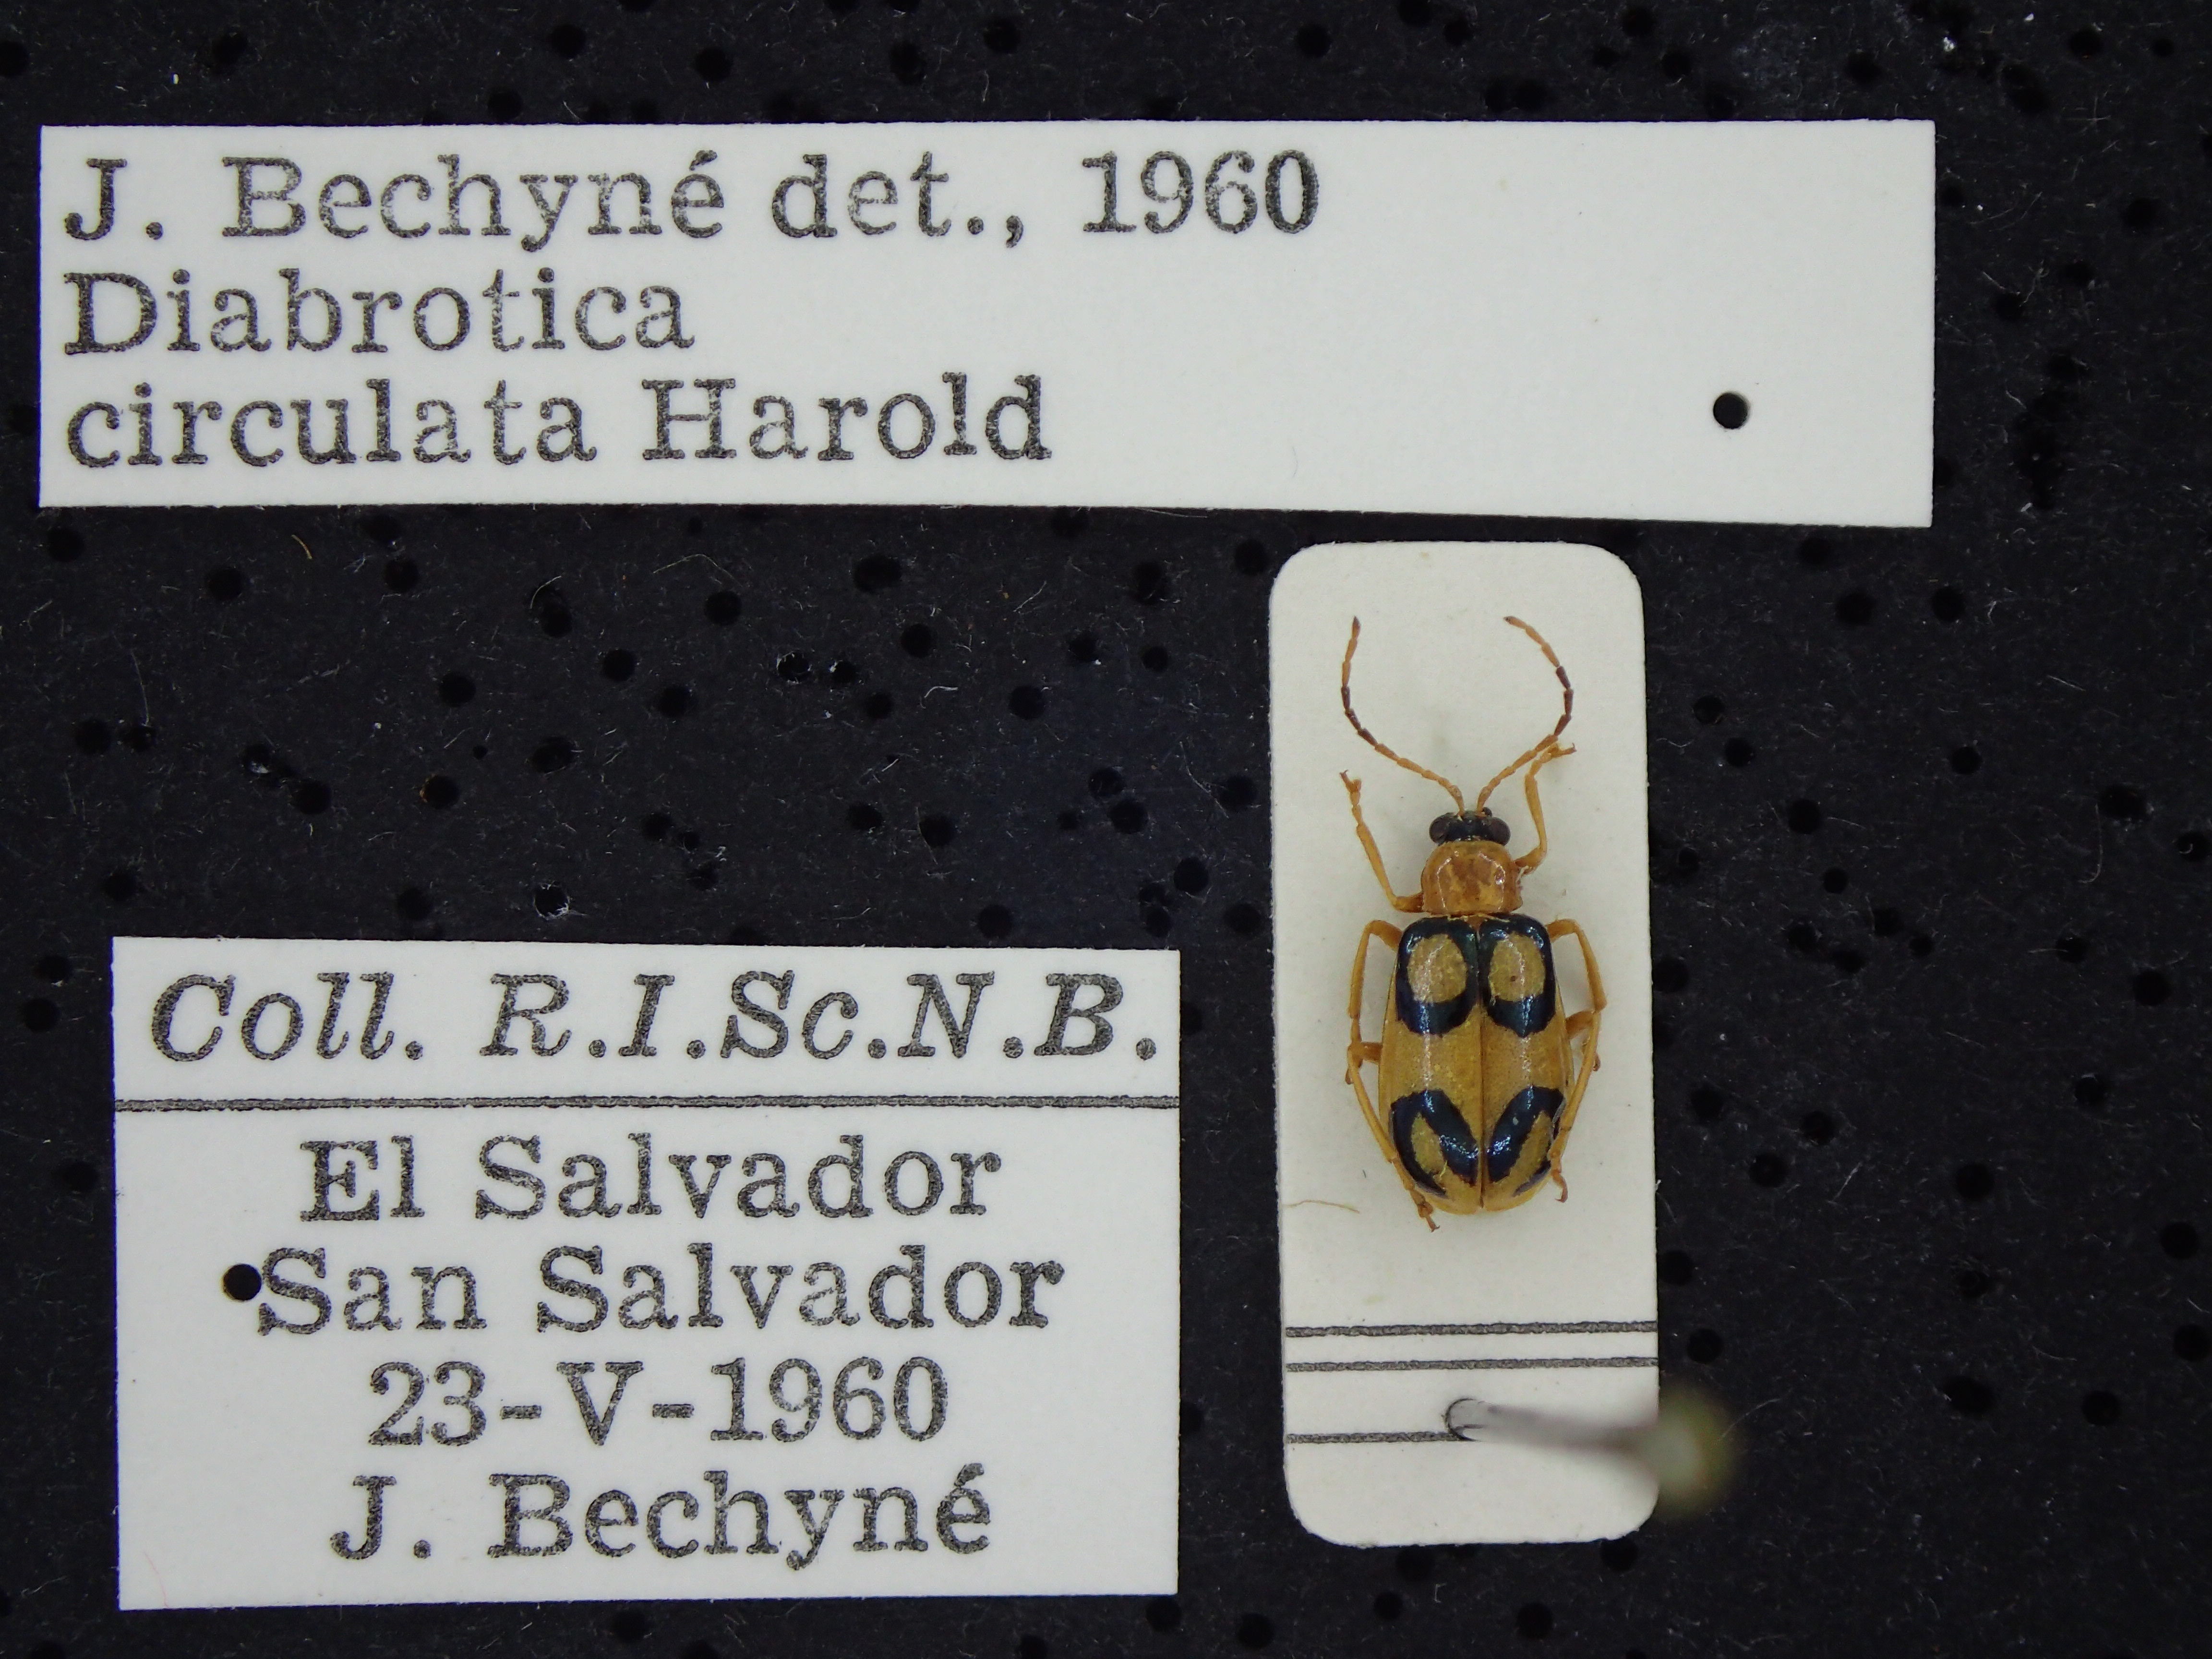 J. Bechyné det., 1960
Diabrotica
circulata Harold
Coll. R.I.Sc.N.B.
El Salvador
San Salvador
23-V-1960
J. Bechyné